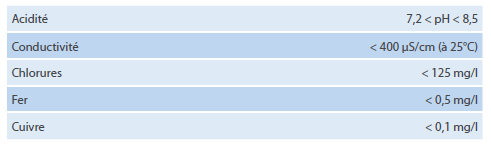 Acidité 7,2 < pH < 8,5
Conductivité < 400 µS/cm (à 25°C)
Chlorures < 125 mg/l
Fer < 0,5 mg/l
Cuivre < 0,1 mg/l